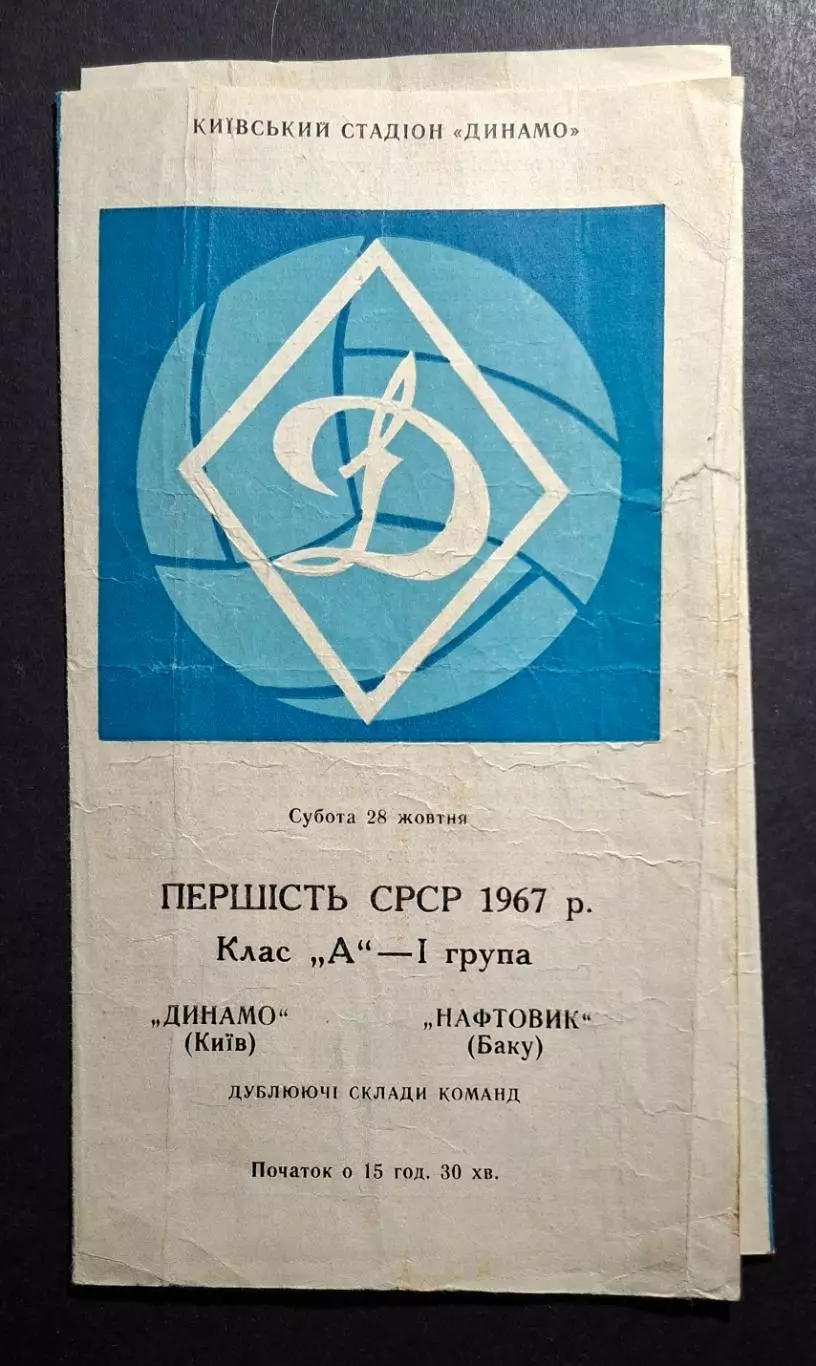 КИЇВСЬКИЙ СТАДІОН «ДИНАМО»
Д
Субота 28 жовтня
ПЕРШІСТЬ СРСР 1967 р.
Клас „А“—І група
„ДИНАМО“ „НАФТОВИК“
(Київ) (Баку)
ДУБЛЮЮЧІ СКЛАДИ КОМАНД
Початок о 15 год. 30 хв.